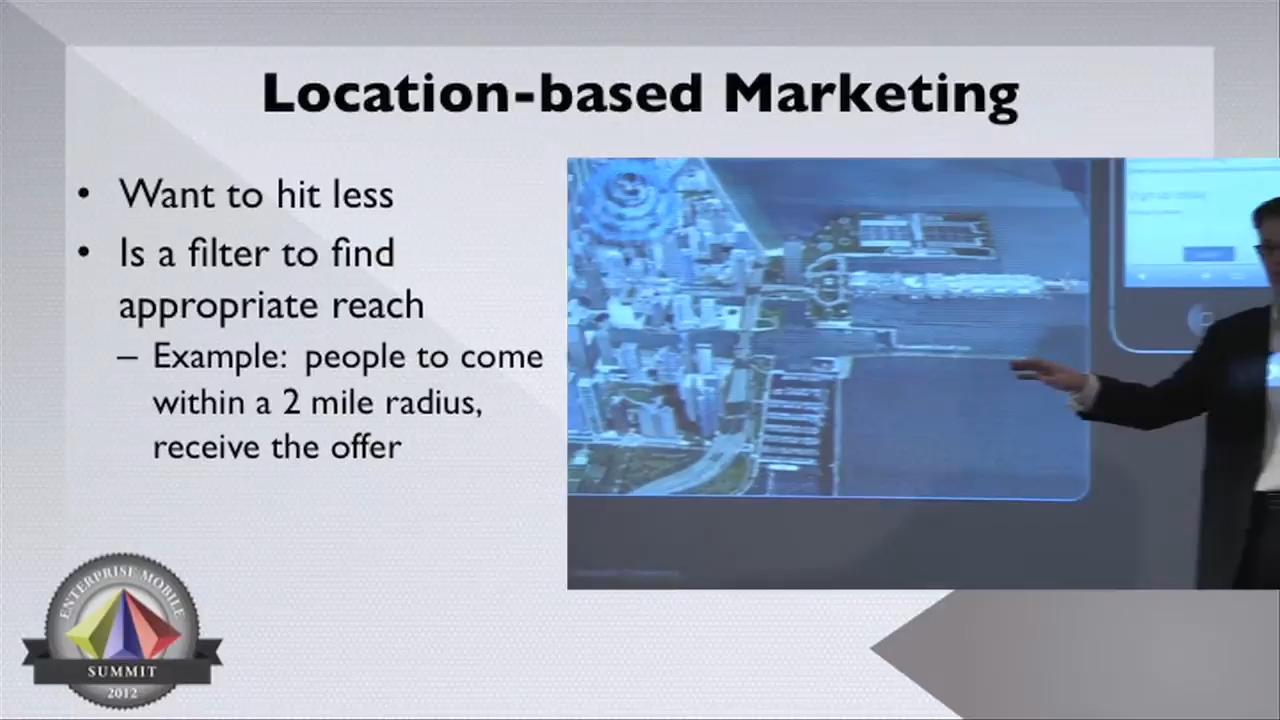 Location-based Marketing
• Want to hit less
• Is a filter to find
appropriate reach
– Example: people to come
within a 2 mile radius,
receive the offer
ENTERPRISE MOBILE
SUMMIT
2012